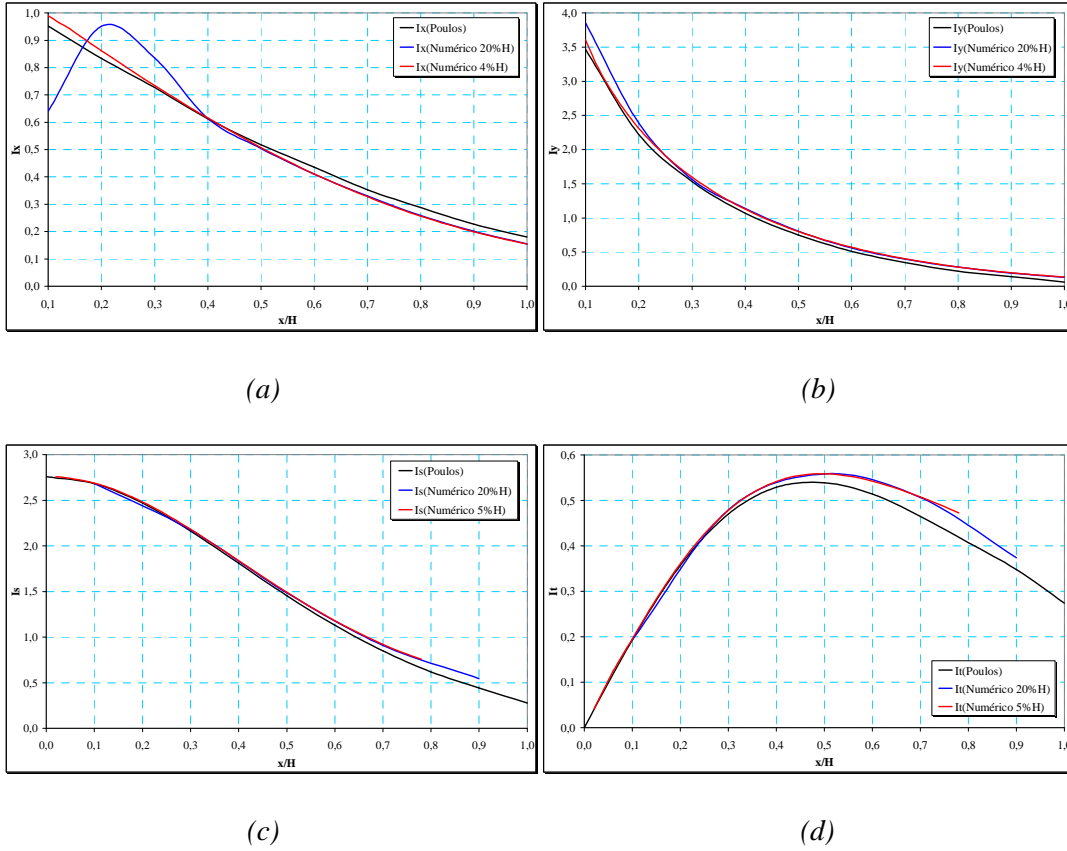 1,0
0,9
0,8
0,7
0,6
0,5
0,4
0,3
0,2
0,1
0,0
Ix
Ix(Poulos)
Ix(Numérico 20%H)
Ix(Numérico 4%H)
0,1 0,2 0,3 0,4 0,5 0,6 0,7 0,8 0,9 1,0
x/H
(a)
4,0
3,5
3,0
2,5
2,0
1,5
1,0
0,5
0,0
Iy
Iy(Poulos)
Iy(Numérico 20%H)
Iy(Numérico 4%H)
0,1 0,2 0,3 0,4 0,5 0,6 0,7 0,8 0,9 1,0
x/H
(b)
3,0
2,5
2,0
1,5
1,0
0,5
0,0
Is
Is(Poulos)
Is(Numérico 20%H)
Is(Numérico 5%H)
0,0 0,1 0,2 0,3 0,4 0,5 0,6 0,7 0,8 0,9 1,0
x/H
(c)
0,6
0,5
0,4
0,3
0,2
0,1
0,0
It
It(Poulos)
It(Numérico 20%H)
It(Numérico 5%H)
0,0 0,1 0,2 0,3 0,4 0,5 0,6 0,7 0,8 0,9 1,0
x/H
(d)